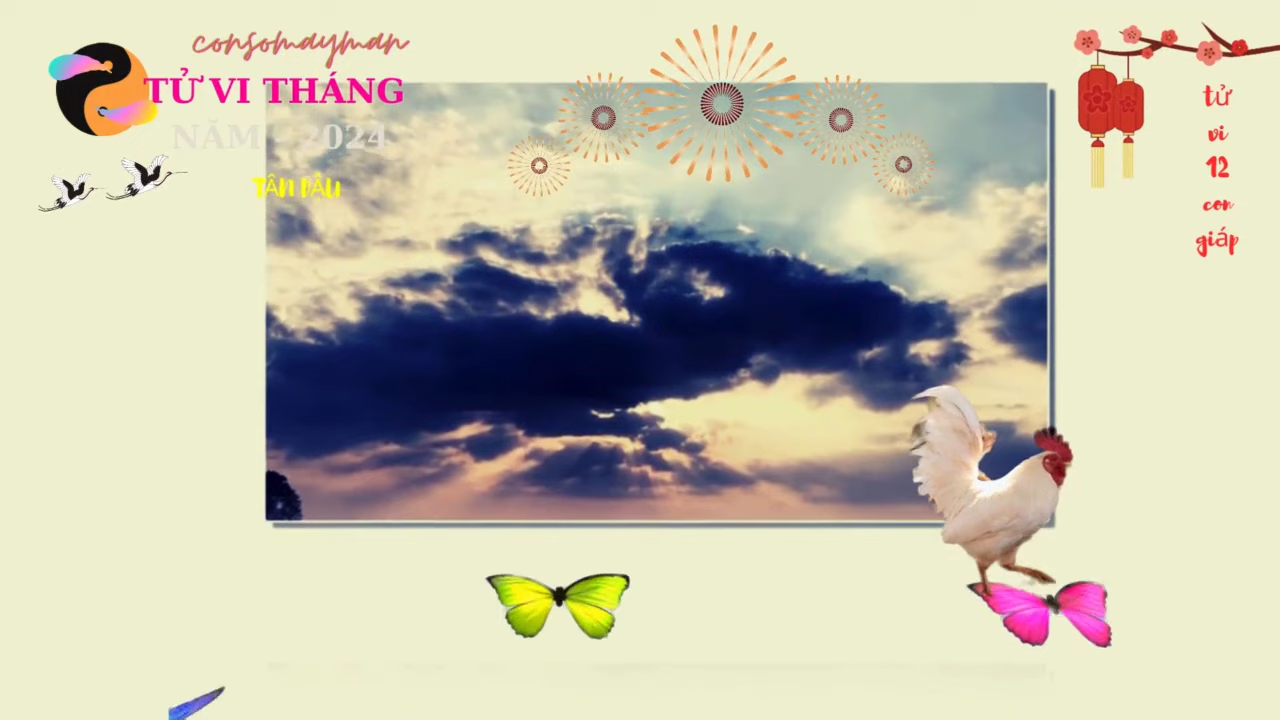 consomayman
TỬ VI THÁNG
NĂM - 2024
TÂN DẬU
tử
vi
12
con
giáp